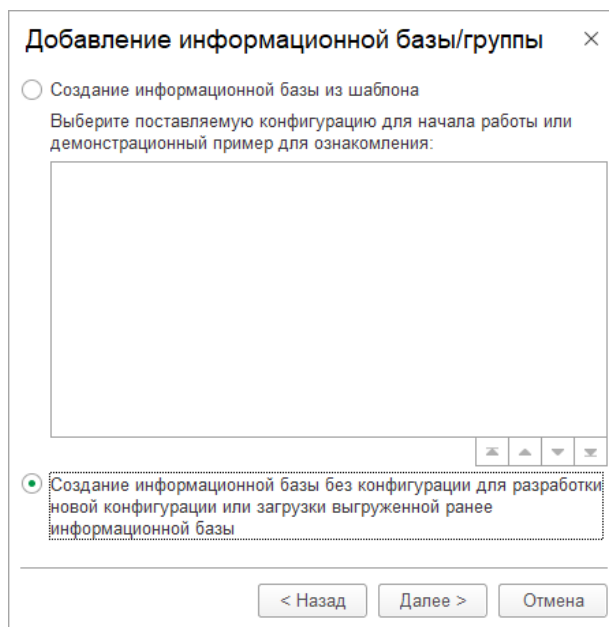 Добавление информационной базы/группы
Создание информационной базы из шаблона
Выберите поставляемую конфигурацию для начала работы или
демонстрационный пример для ознакомления:
Создание информационной базы без конфигурации для разработки
новой конфигурации или загрузки выгруженной ранее
информационной базы
< Назад
Далее >
Отмена